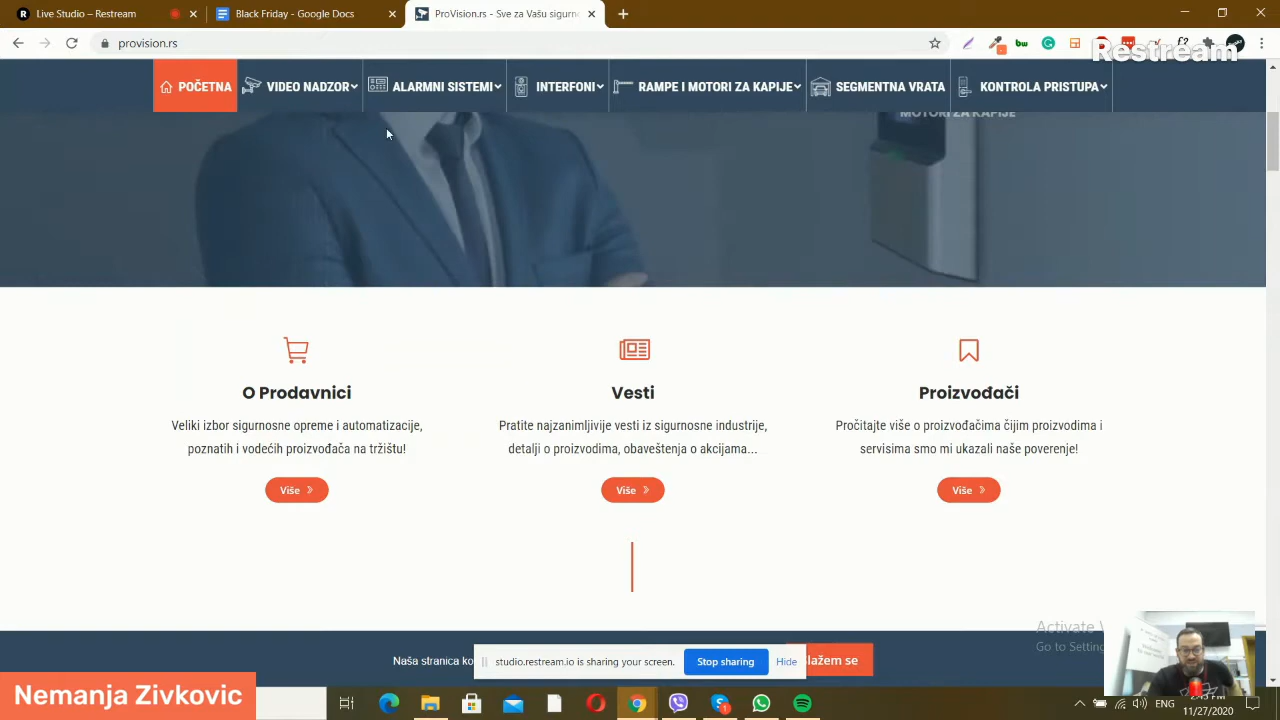 Live Studio – Restream
Black Friday - Google Docs
ProVision.rs - Sve za Vašu sigurn
provision.rs
Restream
POČETNA
VIDEO NADZOR
ALARMNI SISTEMI
INTERFONI
RAMPE I MOTORI ZA KAPIJE
SEGMENTNA VRATA
KONTROLA PRISTUPA
MOTORI ZA KAPIJE
O Prodavnici
Veliki izbor sigurnosne opreme i automatizacije,
poznatih i vodećih proizvođača na tržištu!
Više
Vesti
Pratite najzanimljivije vesti iz sigurnosne industrije,
detalji o proizvodima, obaveštenja o akcijama...
Više
Proizvođači
Pročitajte više o proizvođačima čijim proizvodima i
servisima smo mi ukazali naše poverenje!
Više
Activate
Go to Setting
Naša stranica ko
studio.restream.io is sharing your screen.
Stop sharing
Hide
lažem se
Nemanja Zivkovic
ENG
11/27/2020